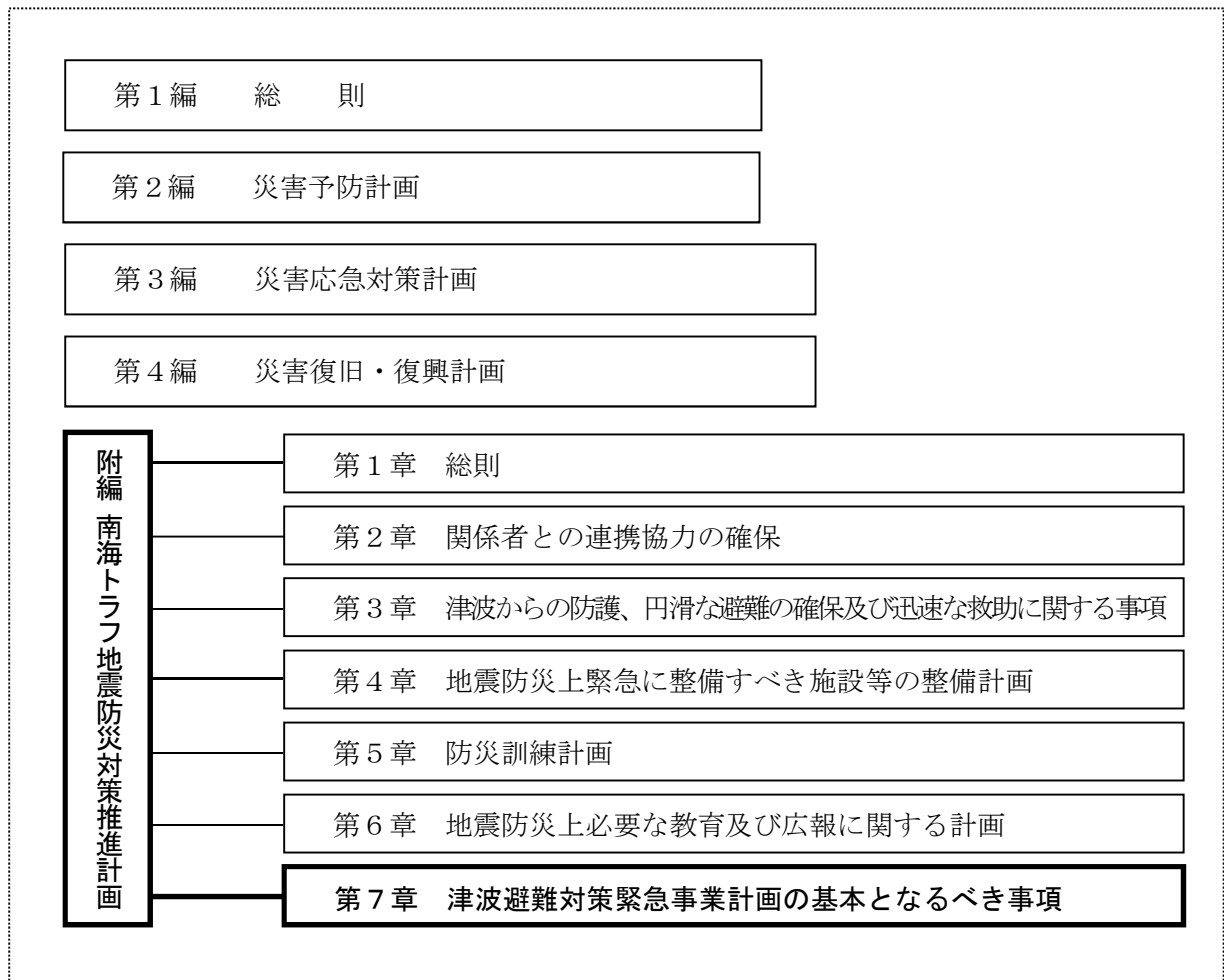 第１編　　総　　則
第２編　　災害予防計画
第３編　　災害応急対策計画
第４編　　災害復旧・復興計画
附編　南海トラフ地震防災対策推進計画
第１章　総則
第２章　関係者との連携協力の確保
第３章　津波からの防護、円滑な避難の確保及び迅速な救助に関する事項
第４章　地震防災上緊急に整備すべき施設等の整備計画
第５章　防災訓練計画
第６章　地震防災上必要な教育及び広報に関する計画
第７章　津波避難対策緊急事業計画の基本となるべき事項